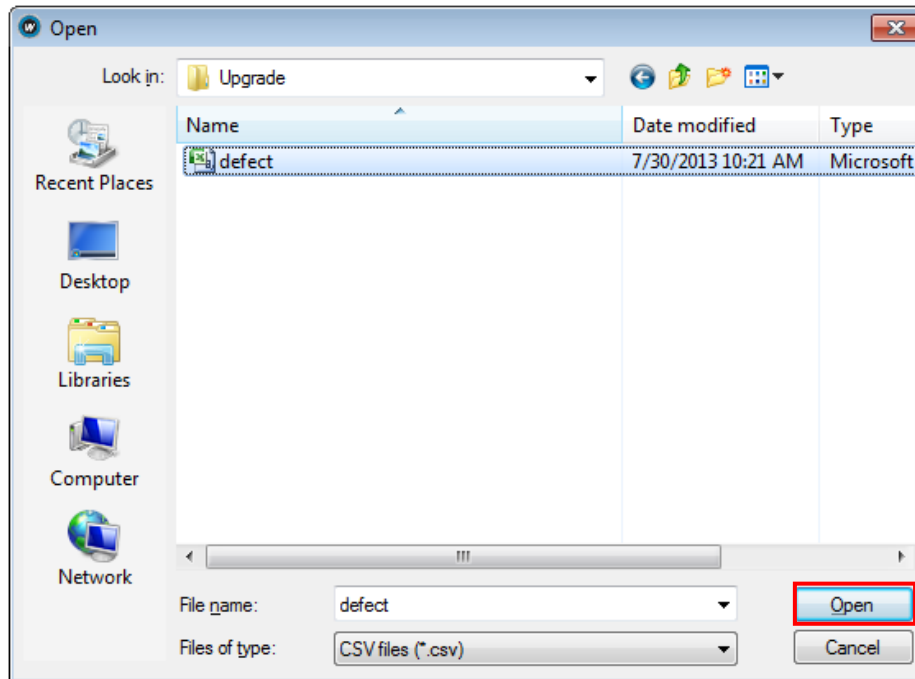 Open
Look in: Upgrade
Name Date modified Type
defect 7/30/2013 10:21 AM Microsoft
Recent Places
Desktop
Libraries
Computer
Network
File name: defect Open
Files of type: CSV files (*.csv) Cancel